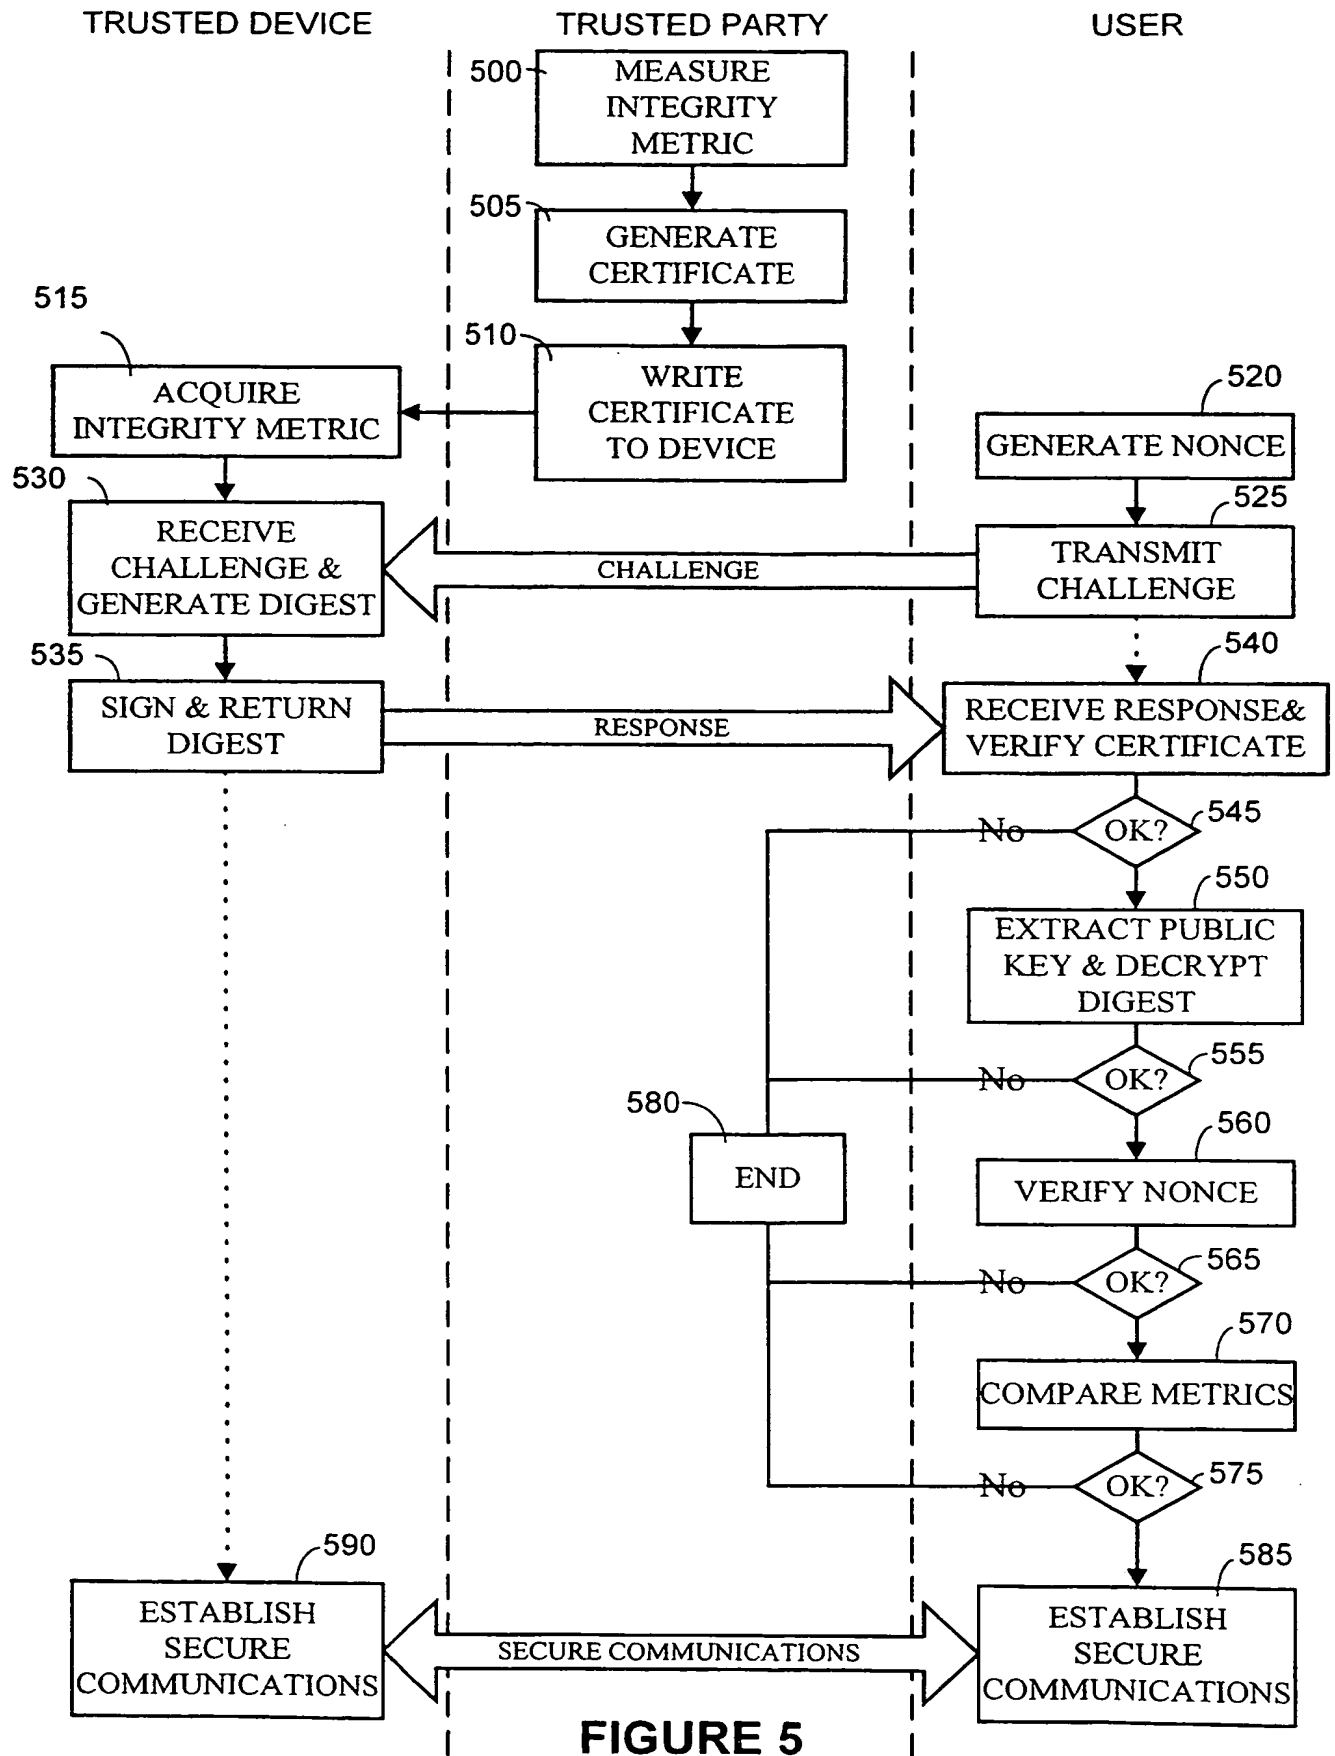 TRUSTED DEVICE
TRUSTED PARTY
USER
500
MEASURE
INTEGRITY
METRIC
505
GENERATE
CERTIFICATE
510
WRITE
CERTIFICATE
TO DEVICE
515
ACQUIRE
INTEGRITY METRIC
520
GENERATE NONCE
525
TRANSMIT
CHALLENGE
CHALLENGE
530
RECEIVE
CHALLENGE &
GENERATE DIGEST
535
SIGN & RETURN
DIGEST
RESPONSE
540
RECEIVE RESPONSE&
VERIFY CERTIFICATE
545
OK?
No
550
EXTRACT PUBLIC
KEY & DECRYPT
DIGEST
555
OK?
No
580
END
560
VERIFY NONCE
565
OK?
No
570
COMPARE METRICS
575
OK?
No
590
ESTABLISH
SECURE
COMMUNICATIONS
SECURE COMMUNICATIONS
585
ESTABLISH
SECURE
COMMUNICATIONS
FIGURE 5